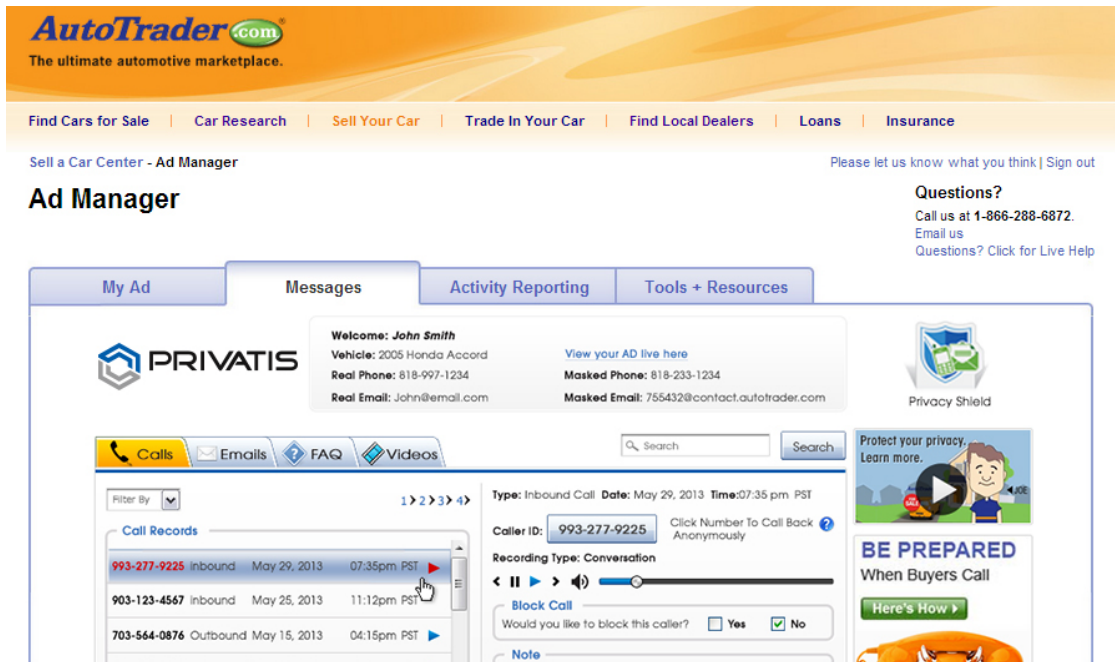 AutoTrader.com®
The ultimate automotive marketplace.
Find Cars for Sale | Car Research | Sell Your Car | Trade In Your Car | Find Local Dealers | Loans | Insurance
Sell a Car Center - Ad Manager
Please let us know what you think | Sign out
Ad Manager
Questions?
Call us at 1-866-288-6872.
Email us
Questions? Click for Live Help
My Ad
Messages
Activity Reporting
Tools + Resources
PRIVATIS
Welcome: John Smith
Vehicle: 2005 Honda Accord
View your AD live here
Real Phone: 818-997-1234
Masked Phone: 818-233-1234
Real Email: John@email.com
Masked Email: 755432@contact.autotrader.com
Privacy Shield
Calls
Emails
FAQ
Videos
Search
Search
Filter By
1 > 2 > 3 > 4 >
Call Records
993-277-9225 Inbound May 29, 2013 07:35pm PST
903-123-4567 Inbound May 25, 2013 11:12pm PST
703-564-0876 Outbound May 15, 2013 04:15pm PST
Type: Inbound Call Date: May 29, 2013 Time:07:35 pm PST
Caller ID: 993-277-9225
Click Number To Call Back
Anonymously
?
Recording Type: Conversation
Block Call
Would you like to block this caller? Yes No
Note
Protect your privacy.
Learn more.
SALE
JOE
BE PREPARED
When Buyers Call
Here's How